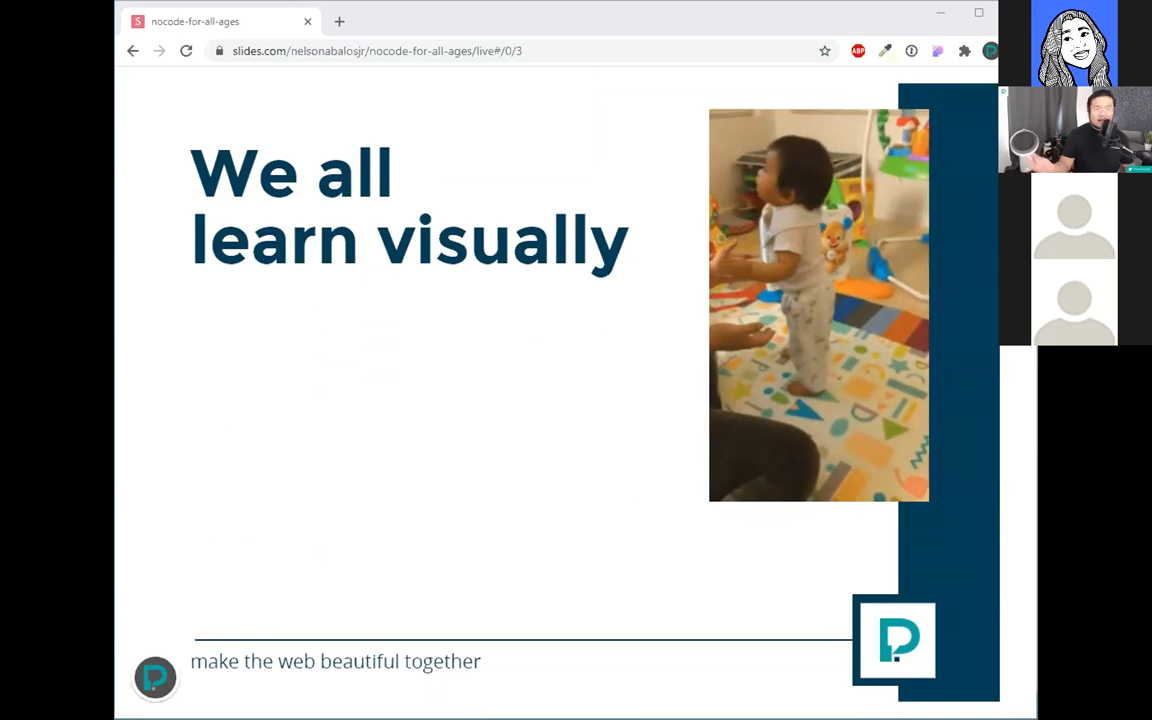 nocode-for-all-ages
slides.com/nelsonabalosjr/nocode-for-all-ages/live#/0/3
ABP
We all
learn visually
make the web beautiful together